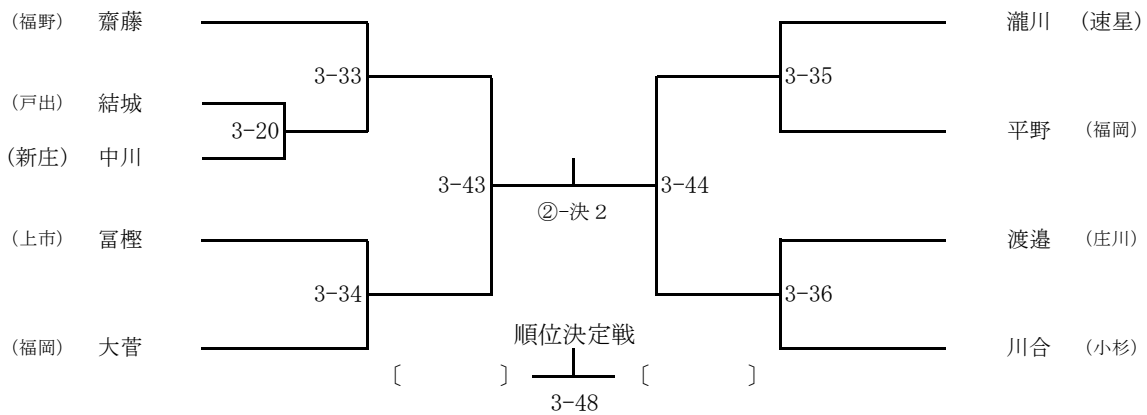 (福野) 齋藤 瀧川 (速星)
3-33 3-35
(戸出) 結城
3-20 平野 (福岡)
(新庄) 中川
3-43 3-44
②-決2
(上市) 冨樫 渡邉 (庄川)
3-34 3-36
順位決定戦
(福岡) 大菅 川合 (小杉)
〔 〕 〔 〕
3-48